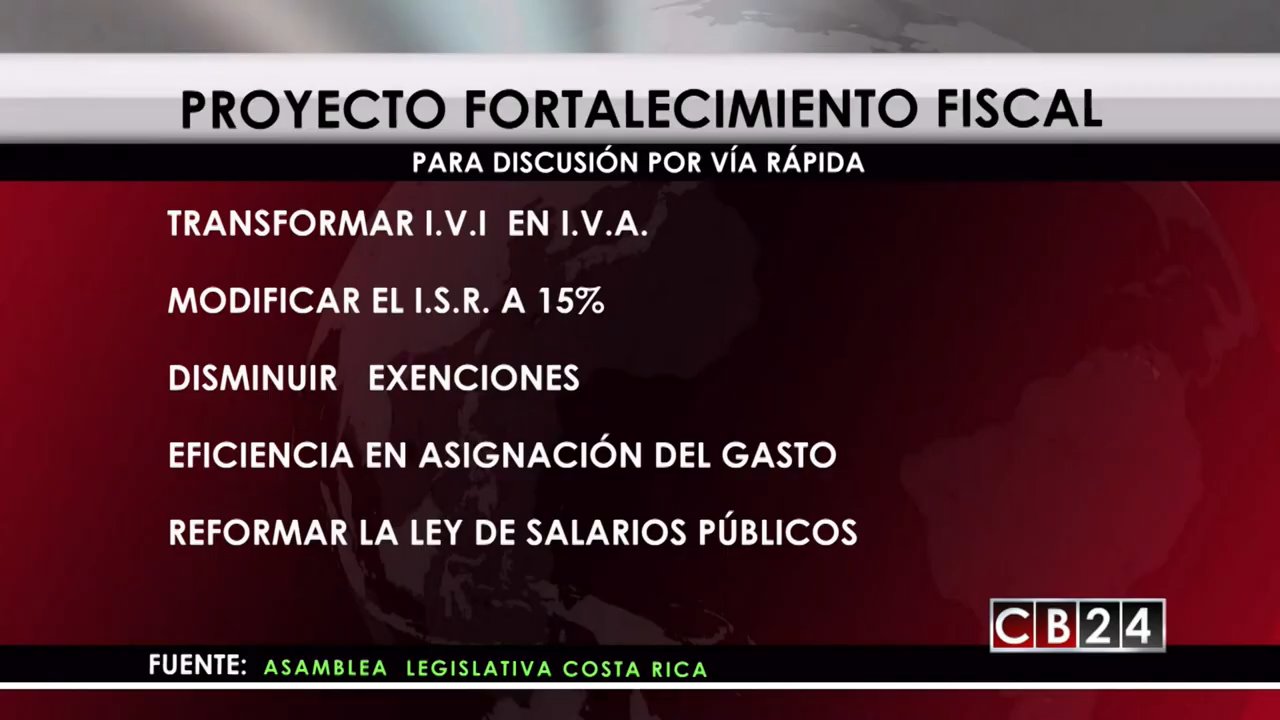 PROYECTO FORTALECIMIENTO FISCAL
PARA DISCUSIÓN POR VÍA RÁPIDA
TRANSFORMAR I.V.I EN I.V.A.
MODIFICAR EL I.S.R. A 15%
DISMINUIR EXENCIONES
EFICIENCIA EN ASIGNACIÓN DEL GASTO
REFORMAR LA LEY DE SALARIOS PÚBLICOS
CB24
FUENTE: ASAMBLEA LEGISLATIVA COSTA RICA